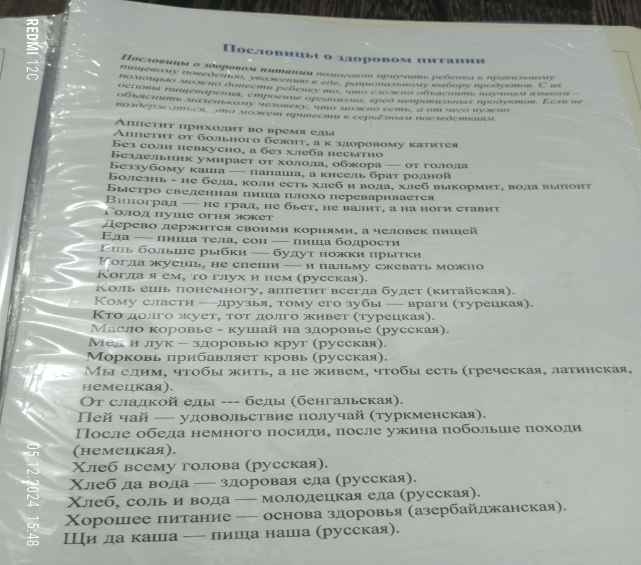 Пословицы о здоровом питании
Пословицы о здоровом питании помогают приучить ребенка к правильному
пищевому поведению, уважению к еде, рациональному выбору продуктов. С их
помощью можно донести ребенку то, что сложно объяснить научным языком –
основы пищеварения, строение организма, вред неправильных продуктов. Если не
объяснить маленькому человеку, что можно есть, а от чего нужно
воздержаться, это может привести к серьёзным последствиям.
Аппетит приходит во время еды
Аппетит от больного бежит, а к здоровому катится
Без соли невкусно, а без хлеба несытно
Бездельник умирает от холода, обжора — от голода
Беззубому каша — папаша, а кисель брат родной
Болезнь - не беда, коли есть хлеб и вода, хлеб выкормит, вода выпоит
Быстро сведенная пища плохо переваривается
Виноград — не град, не бьет, не валит, а на ноги ставит
Голод пуще огня жжет
Дерево держится своими корнями, а человек пищей
Еда — пища тела, сон — пища бодрости
Ешь больше рыбки — будут ножки прытки
Когда жуешь, не спеши — и пальму сжевать можно
Когда я ем, то глух и нем (русская).
Коль ешь понемногу, аппетит всегда будет (китайская).
Кому сласти —друзья, тому его зубы — враги (турецкая).
Кто долго жует, тот долго живет (турецкая).
Масло коровье - кушай на здоровье (русская).
Мед и лук – здоровью круг (русская).
Морковь прибавляет кровь (русская).
Мы едим, чтобы жить, а не живем, чтобы есть (греческая, латинская,
немецкая).
От сладкой еды --- беды (бенгальская).
Пей чай — удовольствие получай (туркменская).
После обеда немного посиди, после ужина побольше походи
(немецкая).
Хлеб всему голова (русская).
Хлеб да вода — здоровая еда (русская).
Хлеб, соль и вода — молодецкая еда (русская).
Хорошее питание — основа здоровья (азербайджанская).
Щи да каша — пища наша (русская).
REDMI 12C
05.12.2024 15:48